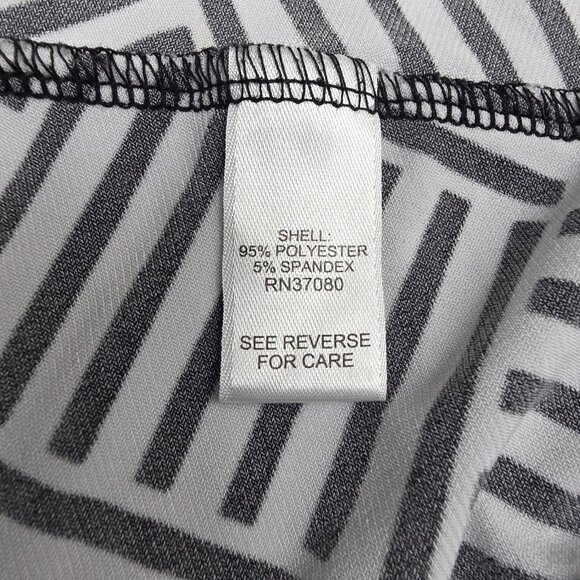 SHELL:
95% POLYESTER
5% SPANDEX
RN37080
SEE REVERSE
FOR CARE